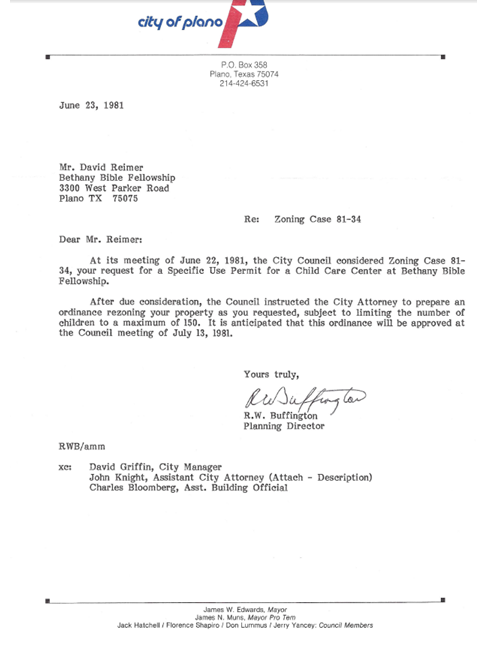 city of plano
P.O. Box 358
Plano, Texas 75074
214-424-6531
June 23, 1981
Mr. David Reimer
Bethany Bible Fellowship
3300 West Parker Road
Plano TX 75075
Re: Zoning Case 81-34
Dear Mr. Reimer:
At its meeting of June 22, 1981, the City Council considered Zoning Case 81-
34, your request for a Specific Use Permit for a Child Care Center at Bethany Bible
Fellowship.
After due consideration, the Council instructed the City Attorney to prepare an
ordinance rezoning your property as you requested, subject to limiting the number of
children to a maximum of 150. It is anticipated that this ordinance will be approved at
the Council meeting of July 13, 1981.
Yours truly,
RWBuffington
R.W. Buffington
Planning Director
RWB/amm
xc: David Griffin, City Manager
John Knight, Assistant City Attorney (Attach - Description)
Charles Bloomberg, Asst. Building Official
James W. Edwards, Mayor
James N. Muns, Mayor Pro Tem
Jack Hatchell / Florence Shapiro / Don Lummus / Jerry Yancey: Council Members